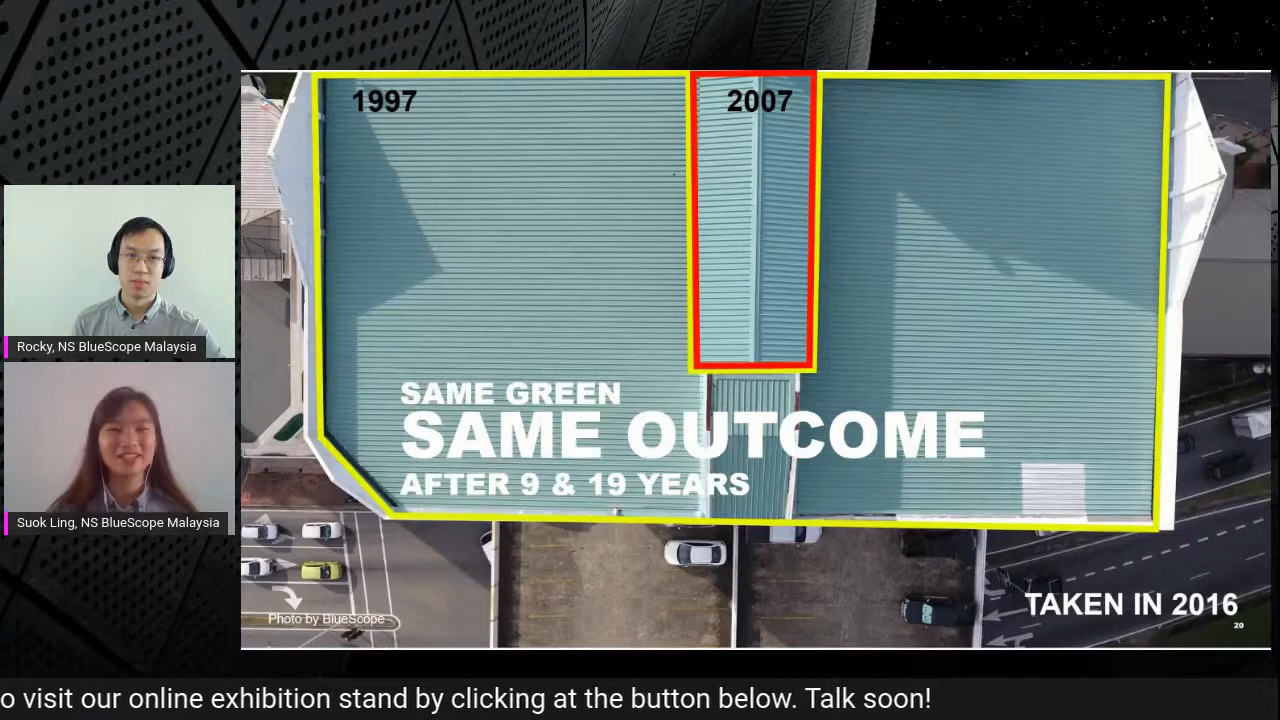 1997
2007
Rocky, NS BlueScope Malaysia
Suok Ling, NS BlueScope Malaysia
SAME GREEN
SAME OUTCOME
AFTER 9 & 19 YEARS
Photo by BlueScope
TAKEN IN 2016
20
o visit our online exhibition stand by clicking at the button below. Talk soon!